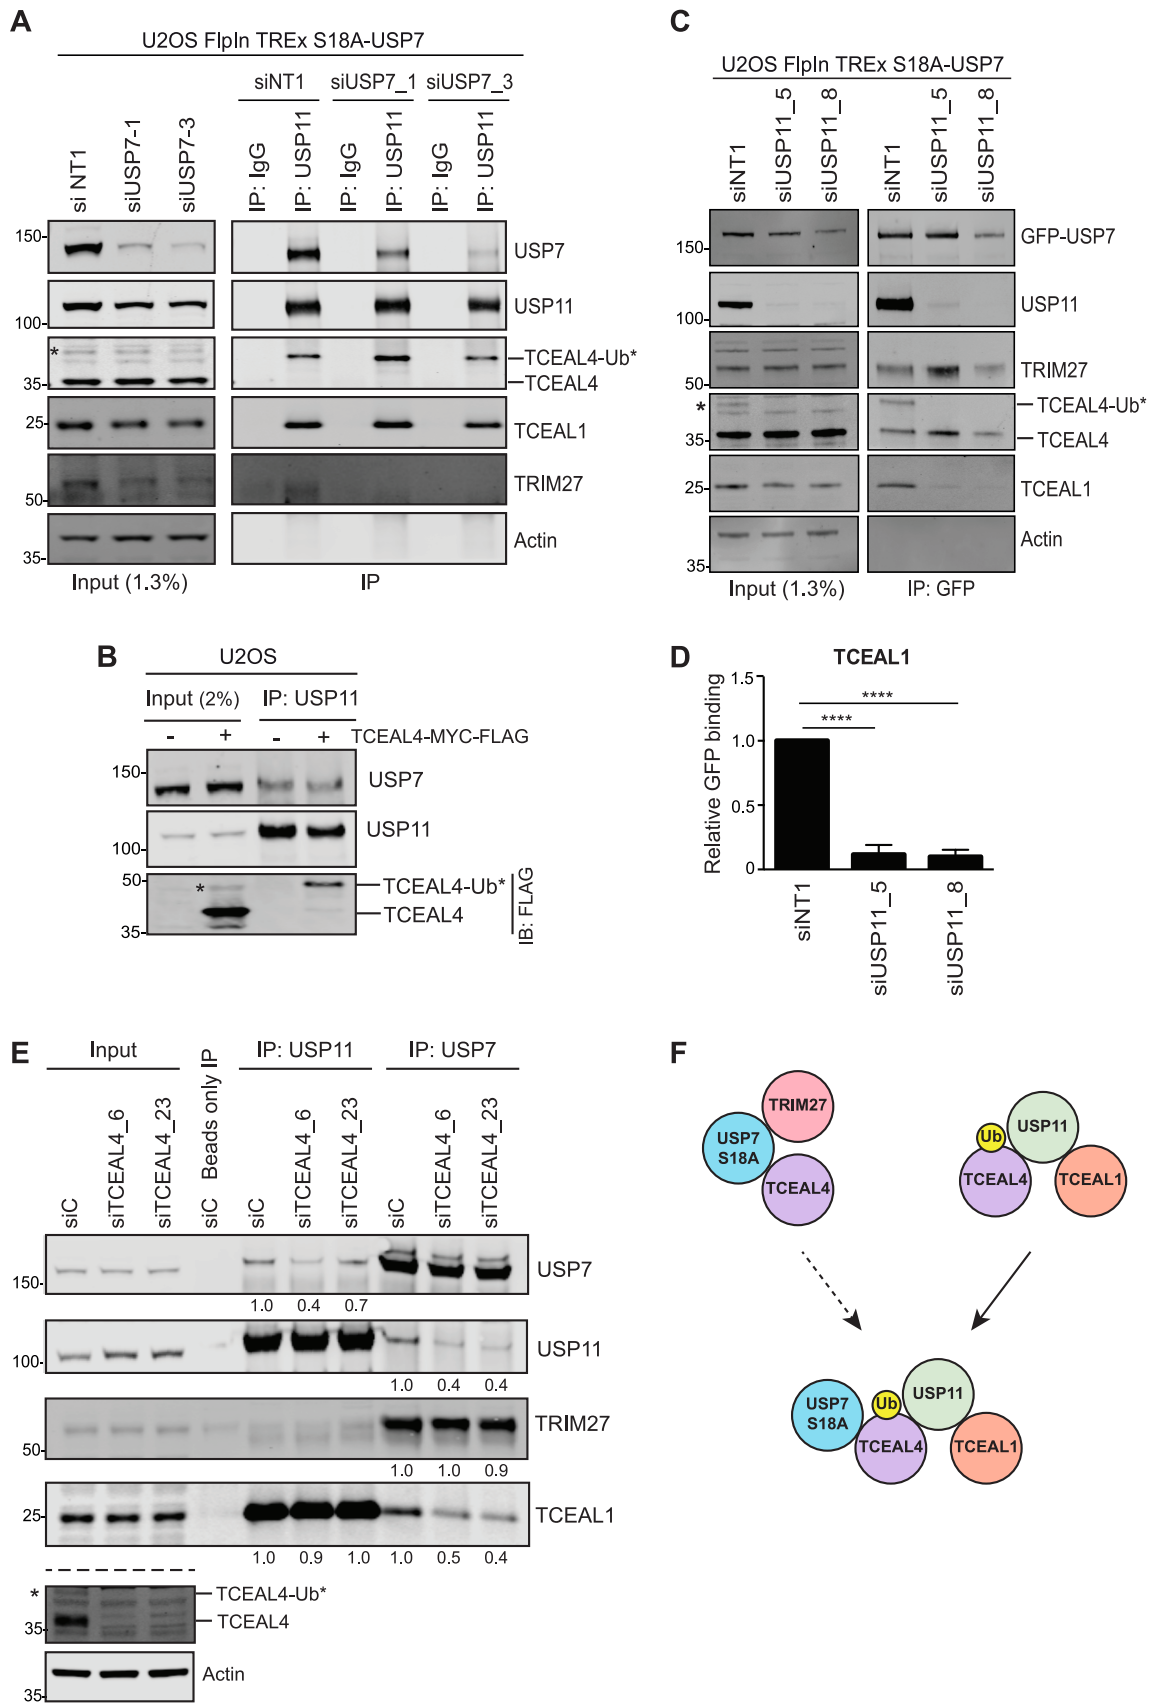 A
U2OS FlpIn TREx S18A-USP7
siNT1 siUSP7_1 siUSP7_3
si NT1
siUSP7-1
siUSP7-3
IP: IgG
IP: USP11
IP: IgG
IP: USP11
IP: IgG
IP: USP11
150-
USP7
100-
USP11
*
TCEAL4-Ub*
35-
TCEAL4
25-
TCEAL1
50-
TRIM27
35-
Actin
Input (1.3%)
IP
B
U2OS
Input (2%) IP: USP11
- + - + TCEAL4-MYC-FLAG
150-
USP7
100-
USP11
50-
*
TCEAL4-Ub*
TCEAL4
35-
IB: FLAG
C
U2OS FlpIn TREx S18A-USP7
siNT1
siUSP11_5
siUSP11_8
siNT1
siUSP11_5
siUSP11_8
150-
GFP-USP7
100-
USP11
50-
TRIM27
*
TCEAL4-Ub*
35-
TCEAL4
25-
TCEAL1
35-
Actin
Input (1.3%)
IP: GFP
D
TCEAL1
Relative GFP binding
1.5
1.0
0.5
0
****
****
siNT1
siUSP11_5
siUSP11_8
E
Input
Beads only IP
IP: USP11
IP: USP7
siC
siTCEAL4_6
siTCEAL4_23
siC
siC
siTCEAL4_6
siTCEAL4_23
siC
siTCEAL4_6
siTCEAL4_23
150-
USP7
1.0 0.4 0.7
100-
USP11
1.0 0.4 0.4
50-
TRIM27
1.0 1.0 0.9
25-
TCEAL1
1.0 0.9 1.0 1.0 0.5 0.4
*
TCEAL4-Ub*
35-
TCEAL4
Actin
35-
F
TRIM27
USP7
S18A
TCEAL4
Ub
USP11
TCEAL4
TCEAL1
USP7
S18A
Ub
USP11
TCEAL4
TCEAL1